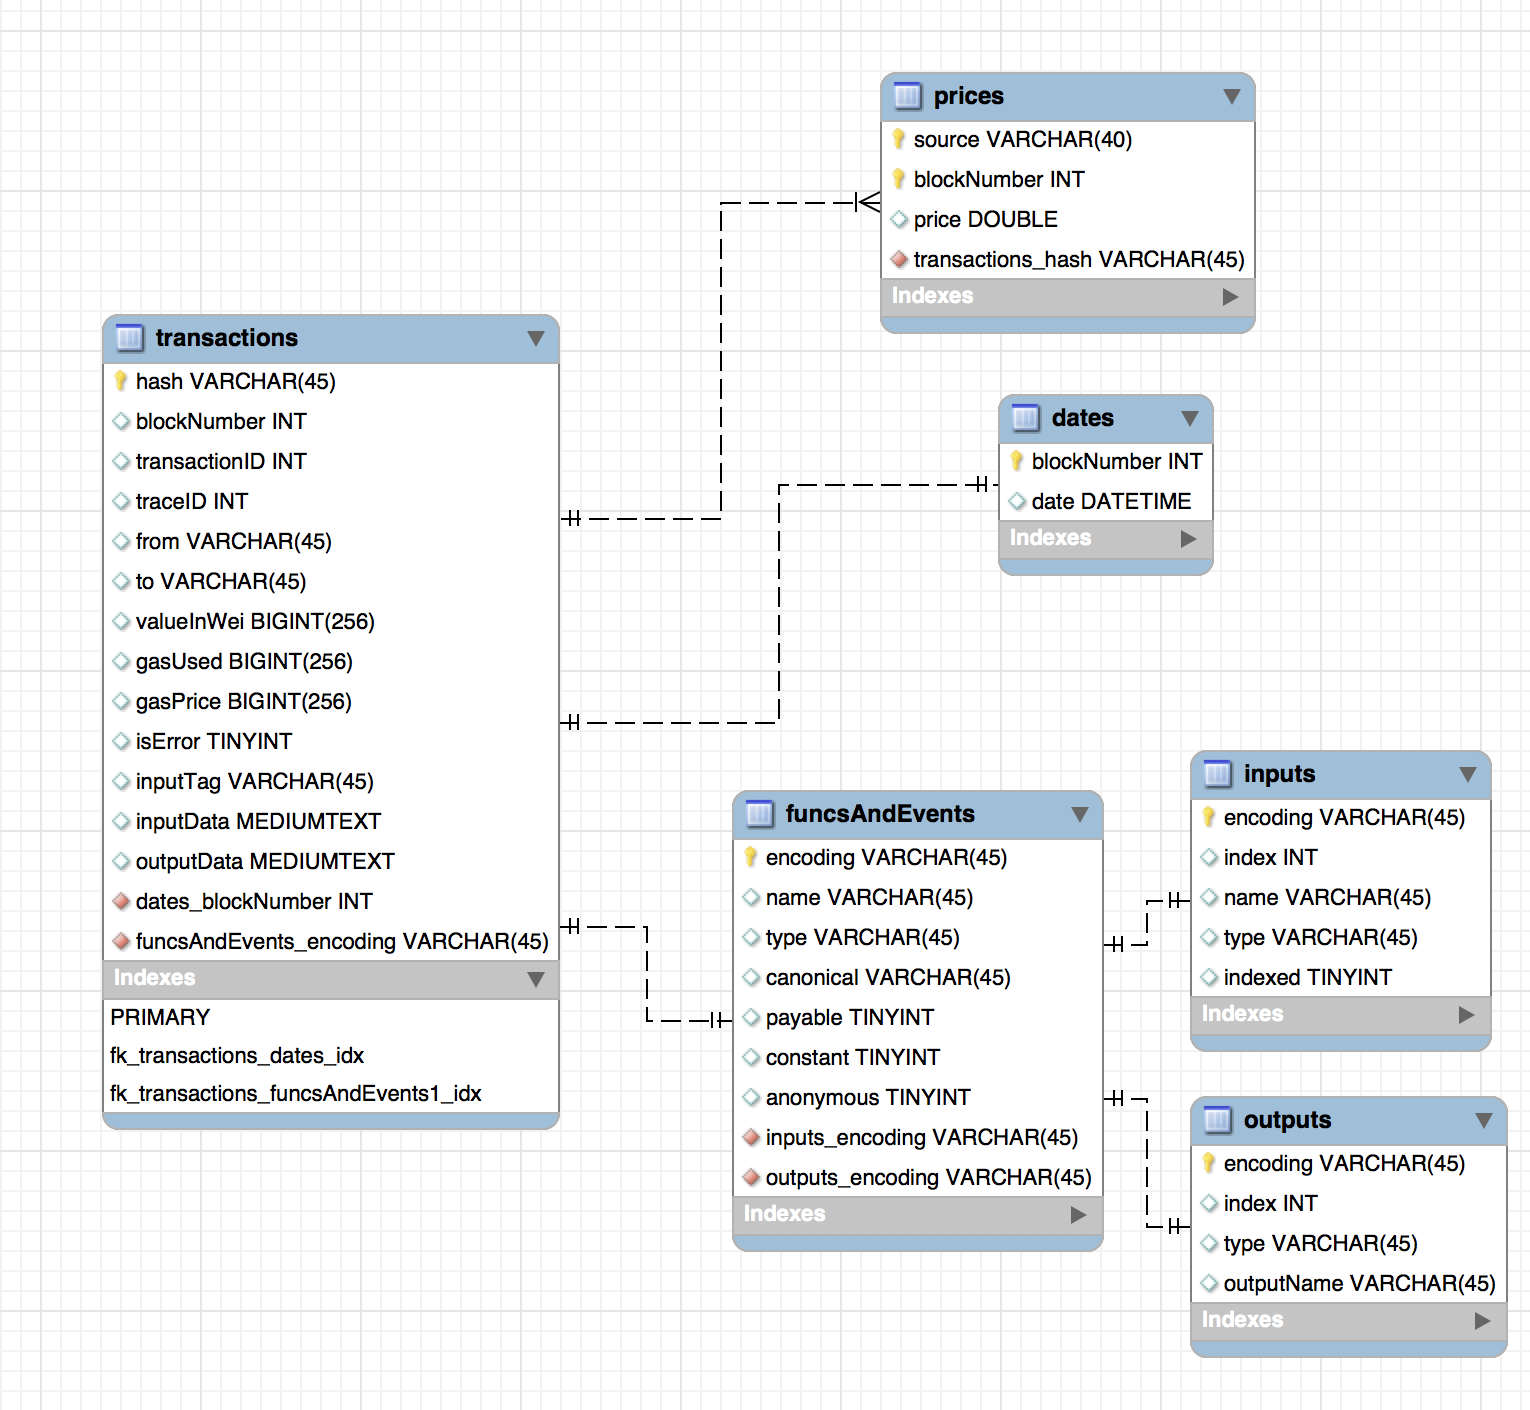 prices
source VARCHAR(40)
blockNumber INT
price DOUBLE
transactions_hash VARCHAR(45)
Indexes
transactions
hash VARCHAR(45)
blockNumber INT
transactionID INT
traceID INT
from VARCHAR(45)
to VARCHAR(45)
valueInWei BIGINT(256)
gasUsed BIGINT(256)
gasPrice BIGINT(256)
isError TINYINT
inputTag VARCHAR(45)
inputData MEDIUMTEXT
outputData MEDIUMTEXT
dates_blockNumber INT
funcsAndEvents_encoding VARCHAR(45)
Indexes
PRIMARY
fk_transactions_dates_idx
fk_transactions_funcsAndEvents1_idx
dates
blockNumber INT
date DATETIME
Indexes
funcsAndEvents
encoding VARCHAR(45)
name VARCHAR(45)
type VARCHAR(45)
canonical VARCHAR(45)
payable TINYINT
constant TINYINT
anonymous TINYINT
inputs_encoding VARCHAR(45)
outputs_encoding VARCHAR(45)
Indexes
inputs
encoding VARCHAR(45)
index INT
name VARCHAR(45)
type VARCHAR(45)
indexed TINYINT
Indexes
outputs
encoding VARCHAR(45)
index INT
type VARCHAR(45)
outputName VARCHAR(45)
Indexes